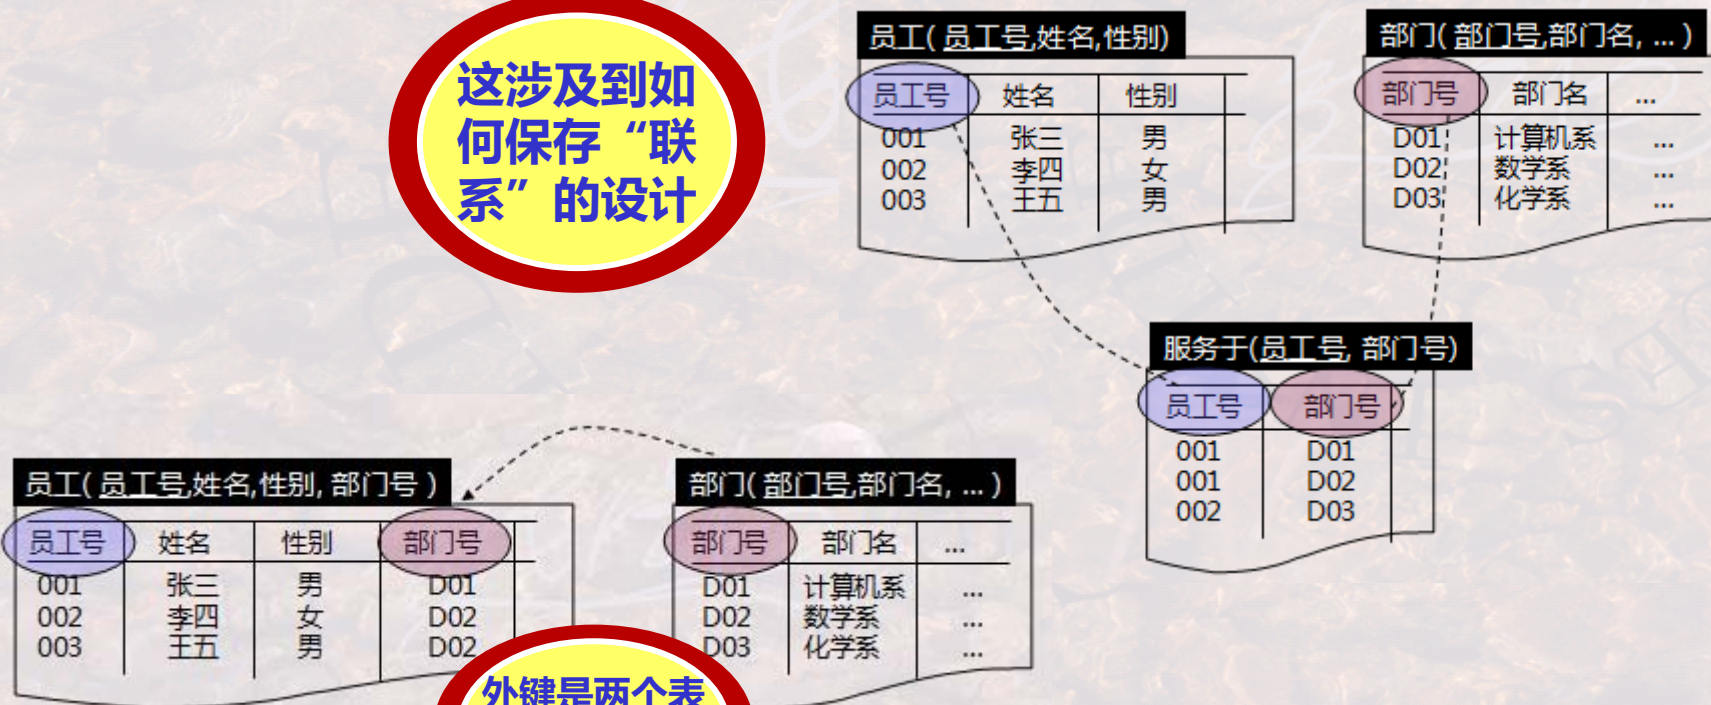 这涉及到如
何保存“联
系”的设计
员工( 员工号,姓名,性别)
员工号 姓名 性别
001 张三 男
002 李四 女
003 王五 男
部门( 部门号,部门名, ... )
部门号 部门名 ...
D01 计算机系 ...
D02 数学系 ...
D03 化学系 ...
服务于(员工号, 部门号)
员工号 部门号
001 D01
001 D02
002 D03
员工( 员工号,姓名,性别, 部门号 )
员工号 姓名 性别 部门号
001 张三 男 D01
002 李四 女 D02
003 王五 男 D02
部门( 部门号,部门名, ... )
部门号 部门名 ...
D01 计算机系 ...
D02 数学系 ...
D03 化学系 ...
外键是两个表